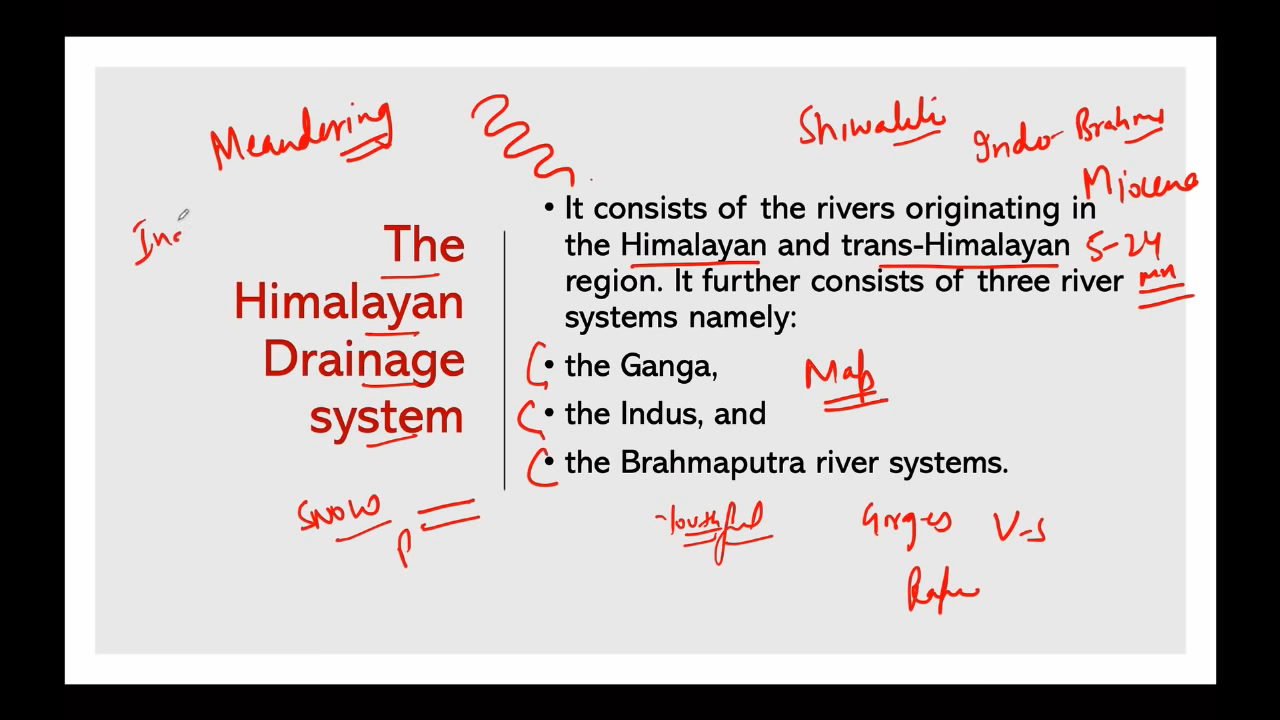 Meandering
Shiwalik
Indo-Brahma
Miocene
5-24
mn
The
Himalayan
Drainage
system
• It consists of the rivers originating in
the Himalayan and trans-Himalayan
region. It further consists of three river
systems namely:
• the Ganga,
• the Indus, and
• the Brahmaputra river systems.
Map
Snow
P
Youthful
Gorges
V-S